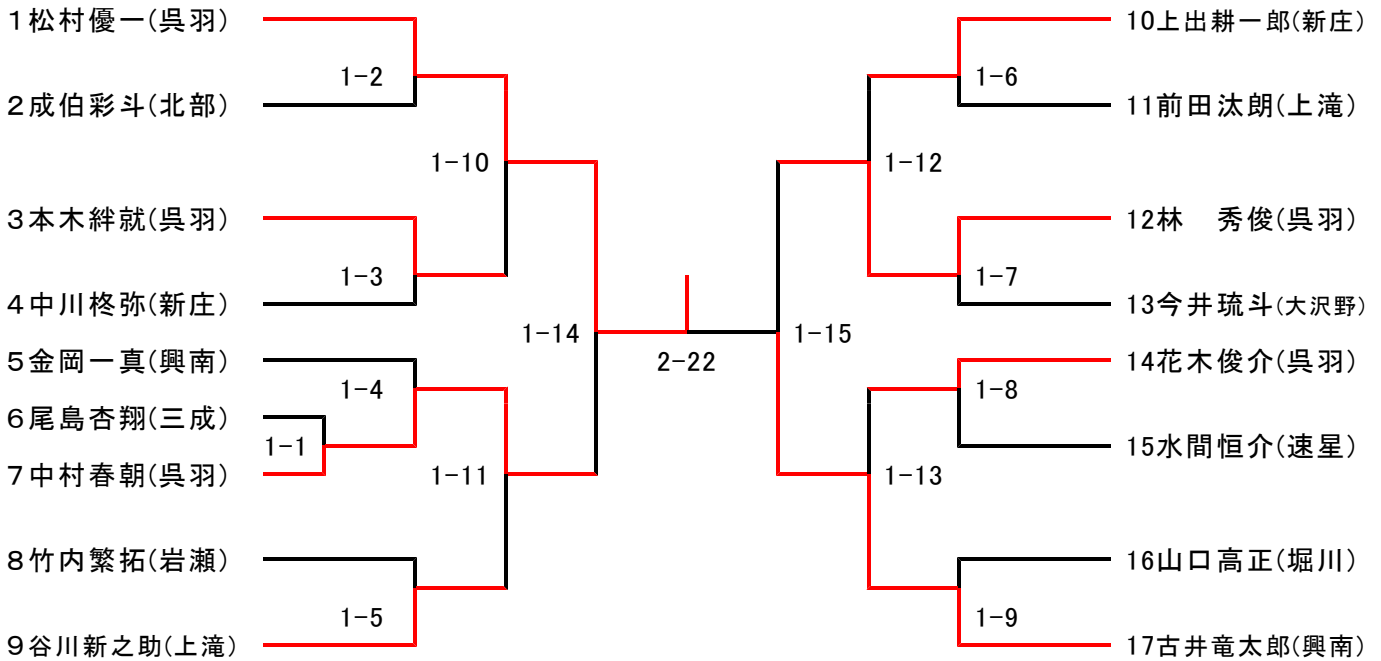 1松村優一(呉羽)
1-2
2成伯彩斗(北部)
1-10
3本木絆就(呉羽)
1-3
4中川柊弥(新庄)
1-14
5金岡一真(興南)
1-4
6尾島杏翔(三成)
1-1
7中村春朝(呉羽)
1-11
8竹内繁拓(岩瀬)
1-5
9谷川新之助(上滝)
2-22
10上出耕一郎(新庄)
1-6
11前田汰朗(上滝)
1-12
12林　秀俊(呉羽)
1-7
13今井琉斗(大沢野)
1-15
14花木俊介(呉羽)
1-8
15水間恒介(速星)
1-13
16山口高正(堀川)
1-9
17古井竜太郎(興南)